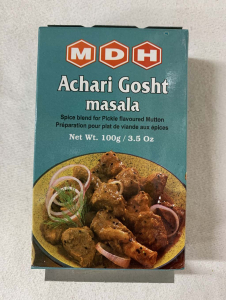 MDH
Achari Gosht
masala
Spice blend for Pickle flavoured Mutton
Préparation pour plat de viande aux épices
Net Wt. 100g / 3.5 Oz